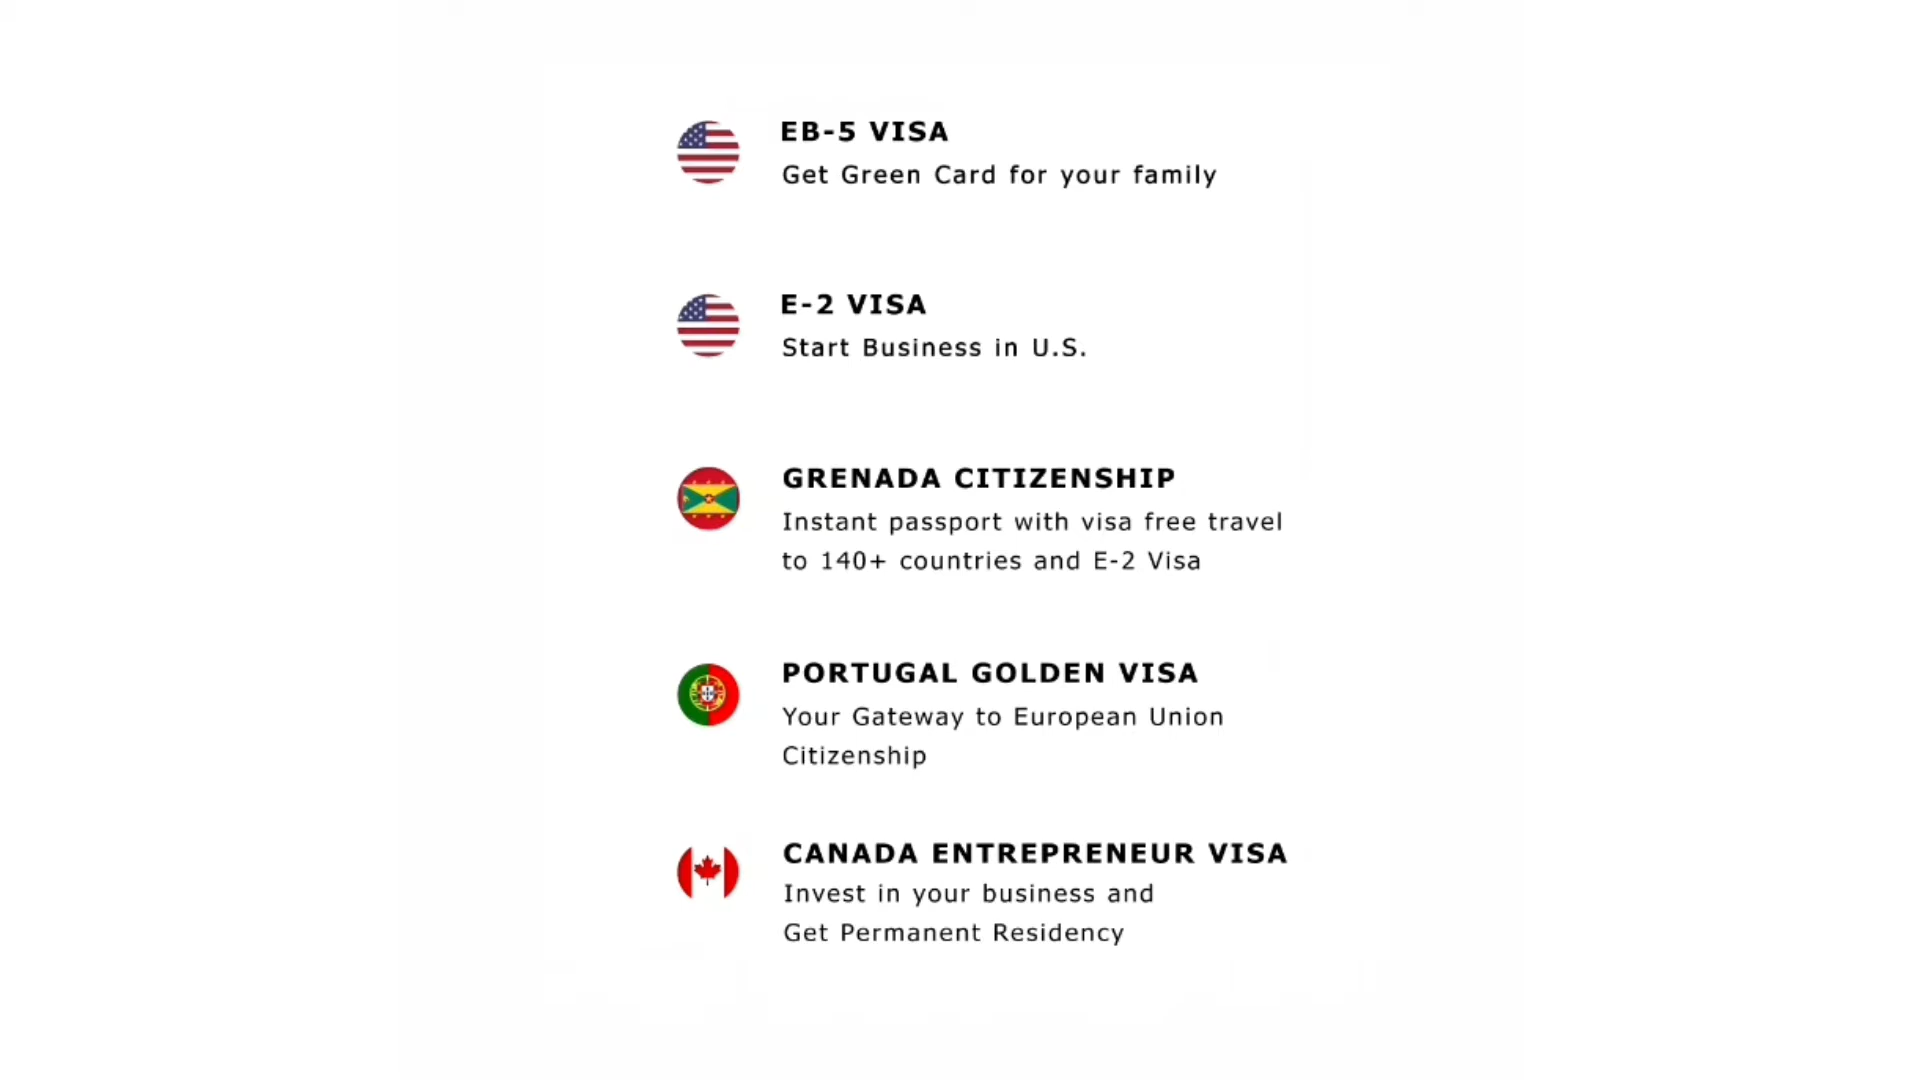 EB-5 VISA
Get Green Card for your family
E-2 VISA
Start Business in U.S.
GRENADA CITIZENSHIP
Instant passport with visa free travel
to 140+ countries and E-2 Visa
PORTUGAL GOLDEN VISA
Your Gateway to European Union
Citizenship
CANADA ENTREPRENEUR VISA
Invest in your business and
Get Permanent Residency